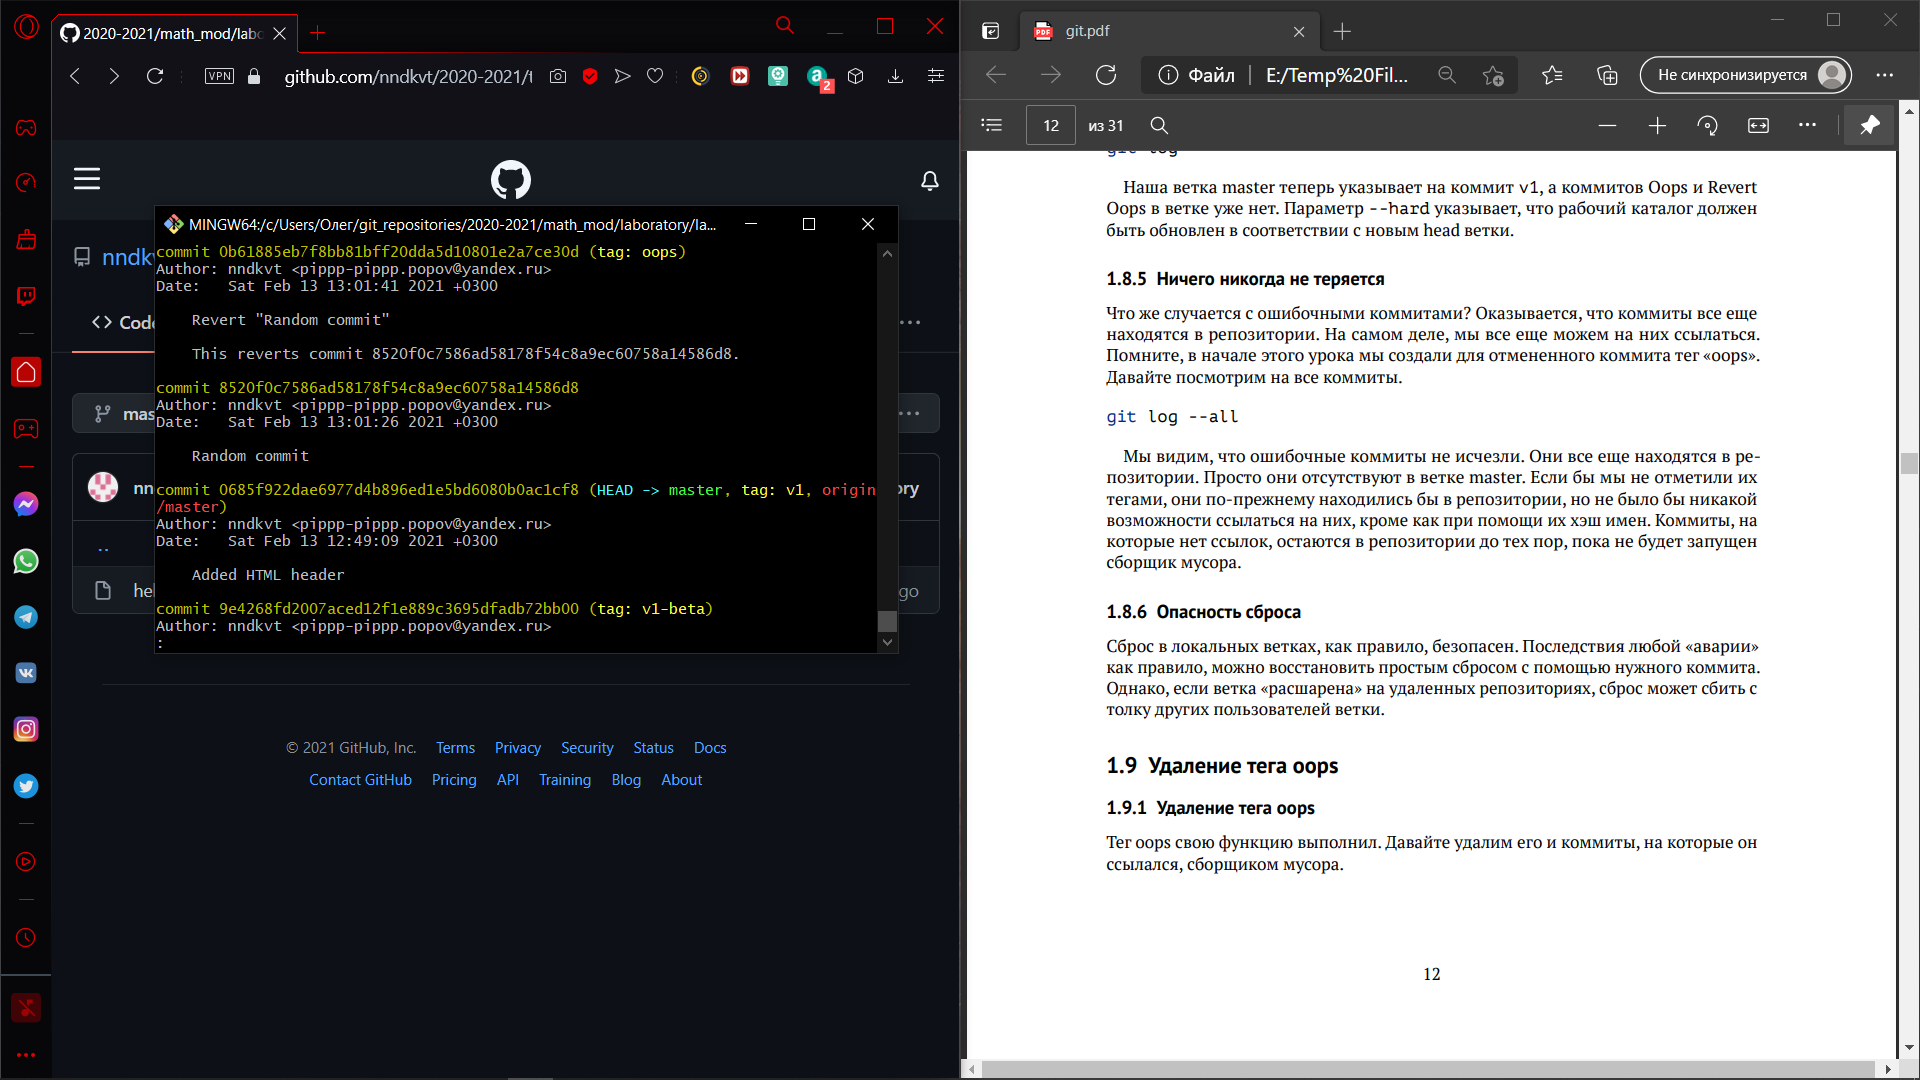 2020-2021/math_mod/labo
VPN
github.com/nndkvt/2020-2021/t
2
nndkv
Code
mas
nn
ory
..
hel
go
MINGW64:/c/Users/Олег/git_repositories/2020-2021/math_mod/laboratory/la...
commit 0b61885eb7f8bb81bff20dda5d10801e2a7ce30d (tag: oops)
Author: nndkvt <pippp-pippp.popov@yandex.ru>
Date:   Sat Feb 13 13:01:41 2021 +0300
Revert "Random commit"
This reverts commit 8520f0c7586ad58178f54c8a9ec60758a14586d8.
commit 8520f0c7586ad58178f54c8a9ec60758a14586d8
Author: nndkvt <pippp-pippp.popov@yandex.ru>
Date:   Sat Feb 13 13:01:26 2021 +0300
Random commit
commit 0685f922dae6977d4b896ed1e5bd6080b0ac1cf8 (HEAD -> master, tag: v1, origin
/master)
Author: nndkvt <pippp-pippp.popov@yandex.ru>
Date:   Sat Feb 13 12:49:09 2021 +0300
Added HTML header
commit 9e4268fd2007aced12f1e889c3695dfadb72bb00 (tag: v1-beta)
Author: nndkvt <pippp-pippp.popov@yandex.ru>
:
© 2021 GitHub, Inc. Terms Privacy Security Status Docs
Contact GitHub Pricing API Training Blog About
git.pdf
Файл E:/Temp%20Fil...
Не синхронизируется
12 из 31
git log
Наша ветка master теперь указывает на коммит v1, а коммитов Oops и Revert
Oops в ветке уже нет. Параметр --hard указывает, что рабочий каталог должен
быть обновлен в соответствии с новым head ветки.
1.8.5 Ничего никогда не теряется
Что же случается с ошибочными коммитами? Оказывается, что коммиты все еще
находятся в репозитории. На самом деле, мы все еще можем на них ссылаться.
Помните, в начале этого урока мы создали для отмененного коммита тег «oops».
Давайте посмотрим на все коммиты.
git log --all
Мы видим, что ошибочные коммиты не исчезли. Они все еще находятся в ре-
позитории. Просто они отсутствуют в ветке master. Если бы мы не отметили их
тегами, они по-прежнему находились бы в репозитории, но не было бы никакой
возможности ссылаться на них, кроме как при помощи их хэш имен. Коммиты, на
которые нет ссылок, остаются в репозитории до тех пор, пока не будет запущен
сборщик мусора.
1.8.6 Опасность сброса
Сброс в локальных ветках, как правило, безопасен. Последствия любой «аварии»
как правило, можно восстановить простым сбросом с помощью нужного коммита.
Однако, если ветка «расшарена» на удаленных репозиториях, сброс может сбить с
толку других пользователей ветки.
1.9 Удаление тега oops
1.9.1 Удаление тега oops
Тег oops свою функцию выполнил. Давайте удалим его и коммиты, на которые он
ссылался, сборщиком мусора.
12